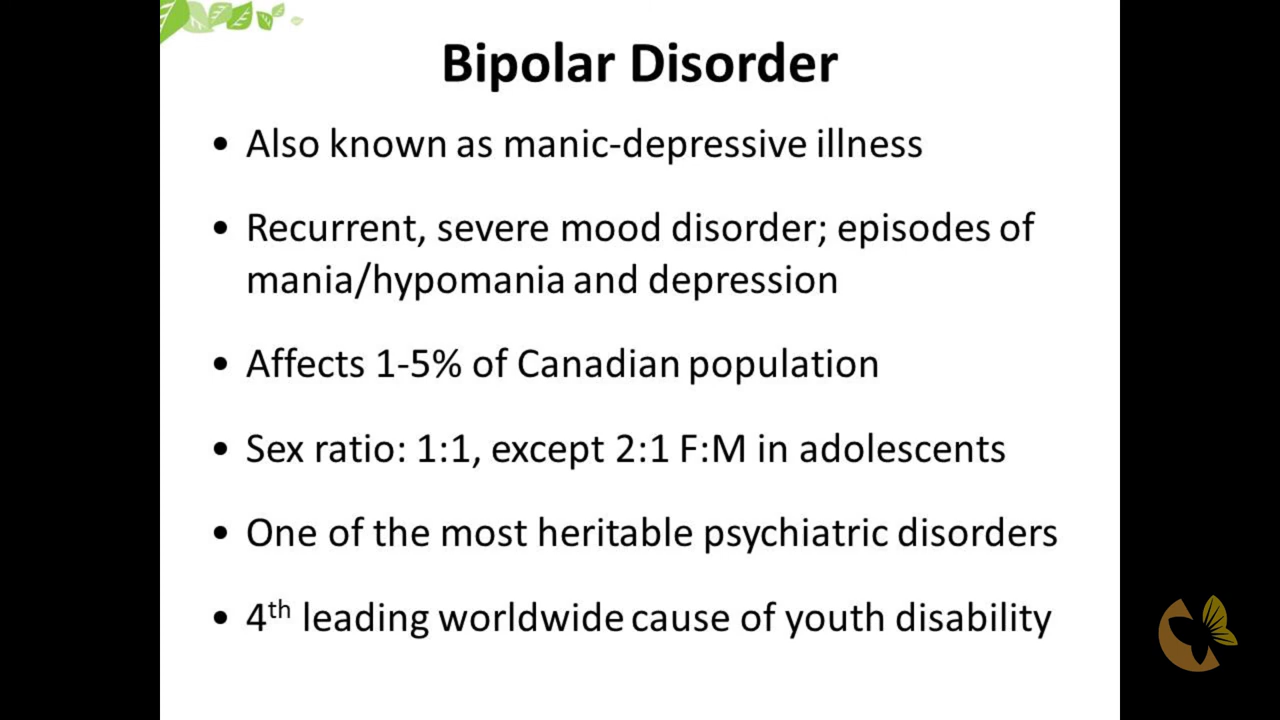 Bipolar Disorder
• Also known as manic-depressive illness
• Recurrent, severe mood disorder; episodes of
mania/hypomania and depression
• Affects 1-5% of Canadian population
• Sex ratio: 1:1, except 2:1 F:M in adolescents
• One of the most heritable psychiatric disorders
• 4th leading worldwide cause of youth disability